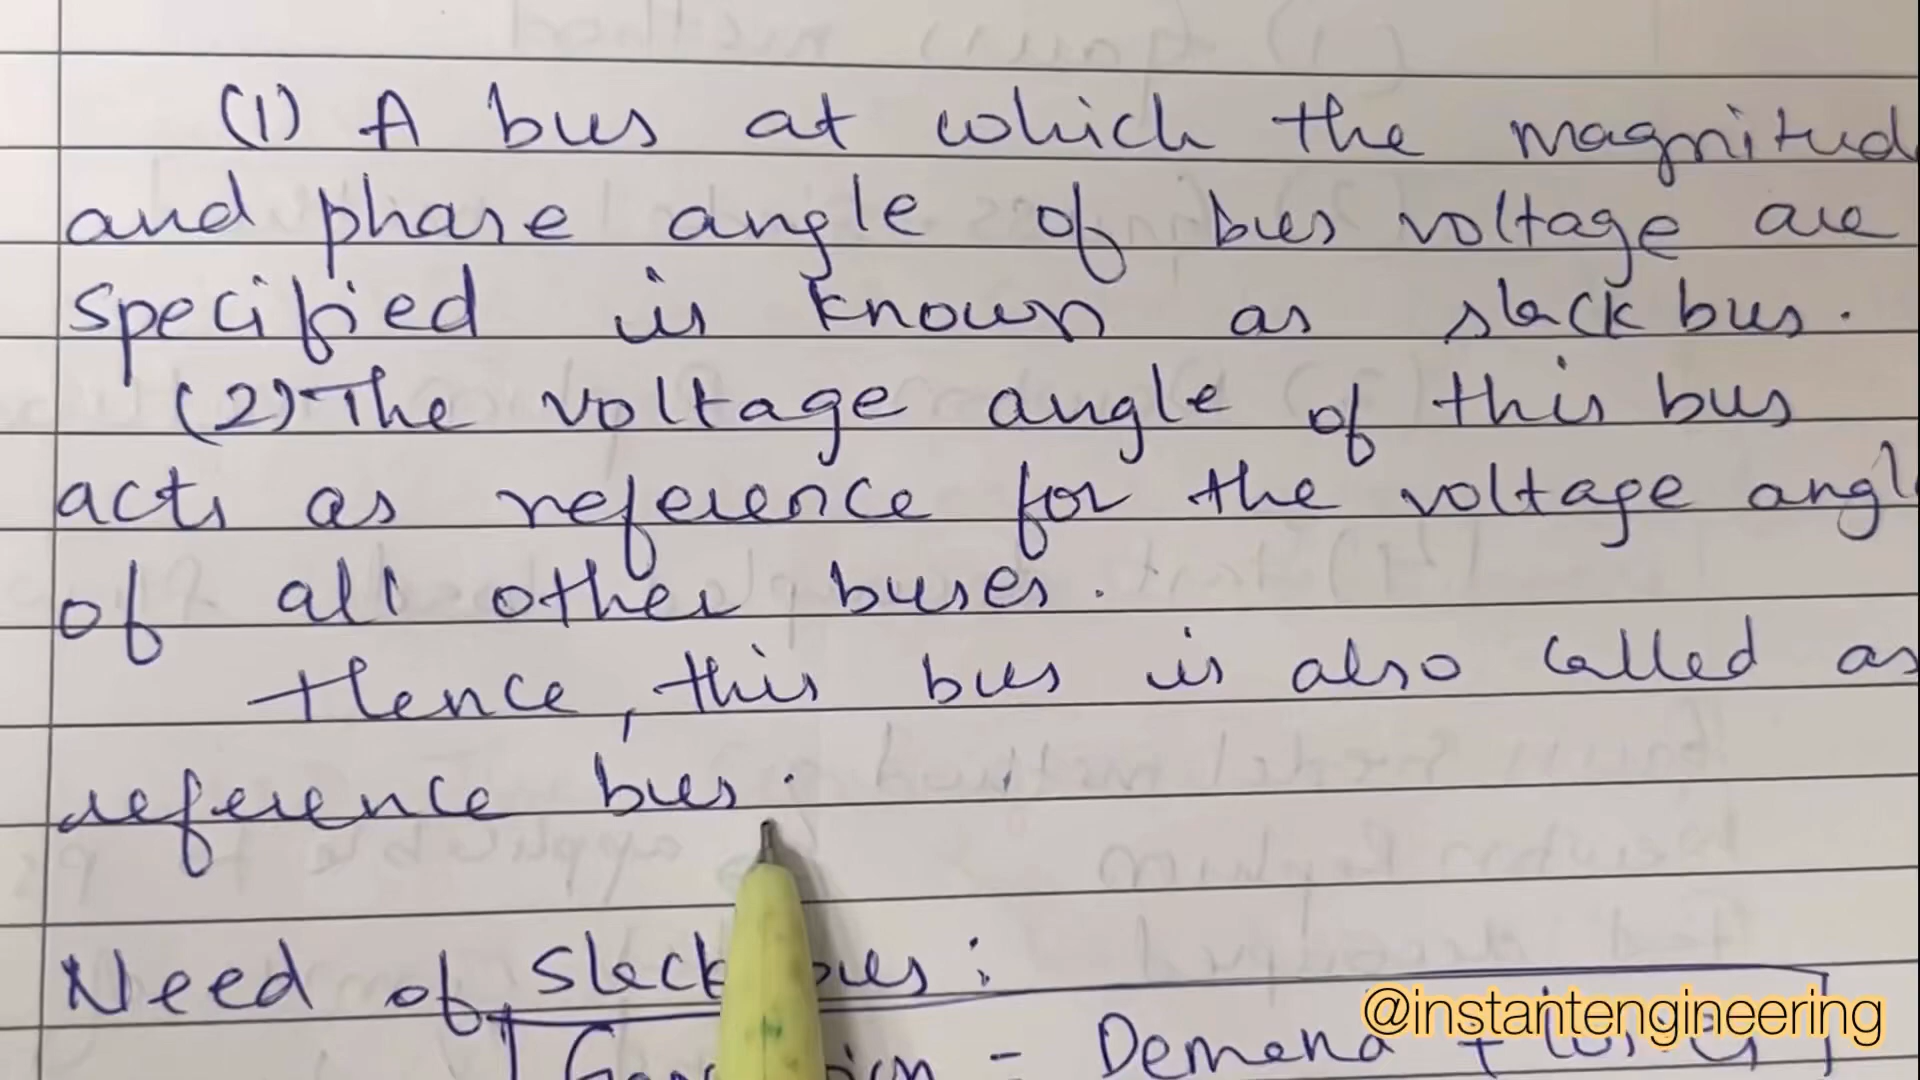 (1) A bus at which the magnitud
and phase angle of bus voltage are
specified is known as slack bus.
(2) The voltage angle of this bus
acts as reference for the voltage angl
of all other buses.
Hence, this bus is also called as
reference bus.
Need of slack bus:
= Demand +
@instantengineering